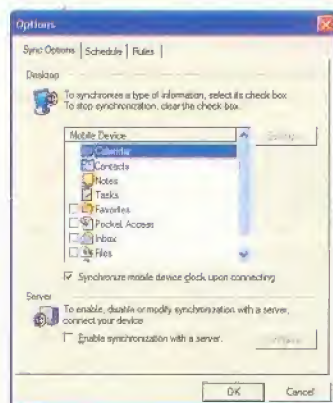 Options
Sync Options Schedule Rules
Desktop
To synchronize a type of information, select its check box.
To stop synchronization, clear the check box.
Mobile Device
Calendar
Contacts
Notes
Tasks
Favorites
Pocket Access
Inbox
Files
Synchronize mobile device clock upon connecting
Server
To enable, disable or modify synchronization with a server,
connect your device
Enable synchronization with a server.
OK Cancel